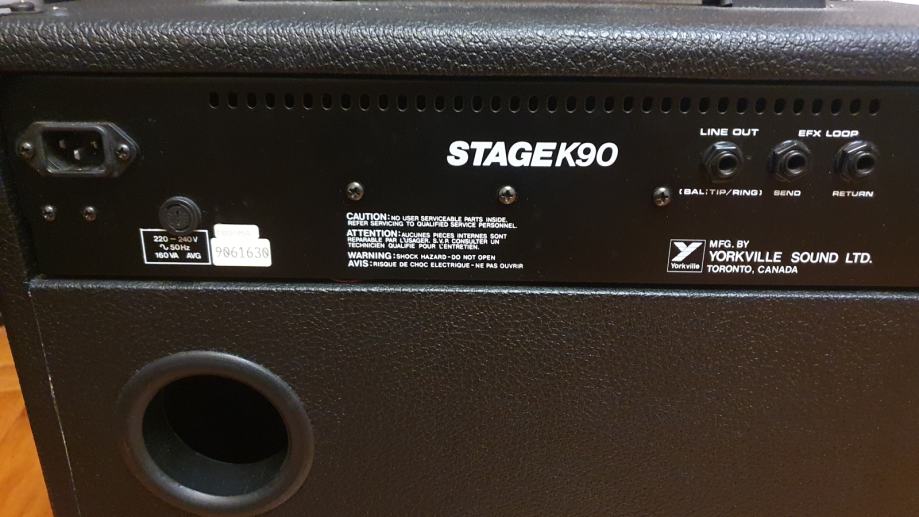 STAGE K90
LINE OUT
EFX LOOP
(BAL:TIP/RING)
SEND
RETURN
CAUTION: NO USER SERVICEABLE PARTS INSIDE.
REFER SERVICING TO QUALIFIED SERVICE PERSONNEL.
ATTENTION: AUCUNES PIECES INTERNES SONT
REPARABLE PAR L'USAGER. S.V.P. CONSULTER UN
TECHNICIEN QUALIFIE POUR L'ENTRETIEN.
WARNING: SHOCK HAZARD - DO NOT OPEN
AVIS: RISQUE DE CHOC ELECTRIQUE - NE PAS OUVRIR
220 - 240V
∿ 50Hz
160VA AVG
9061630
Yorkville
MFG. BY
YORKVILLE SOUND LTD.
TORONTO, CANADA